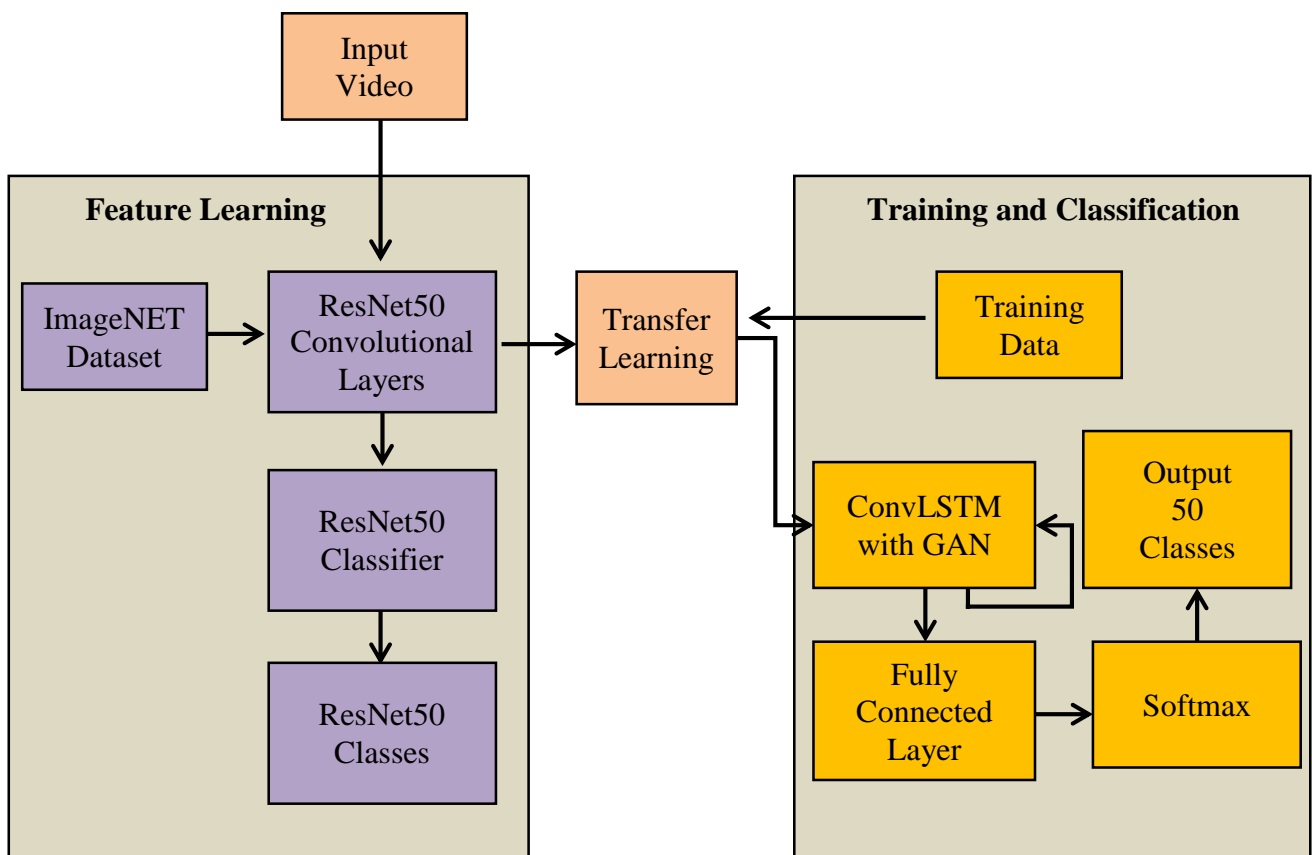 Input
Video
Feature Learning
ImageNET
Dataset
ResNet50
Convolutional
Layers
ResNet50
Classifier
ResNet50
Classes
Transfer
Learning
Training and Classification
Training
Data
ConvLSTM
with GAN
Output
50
Classes
Fully
Connected
Layer
Softmax